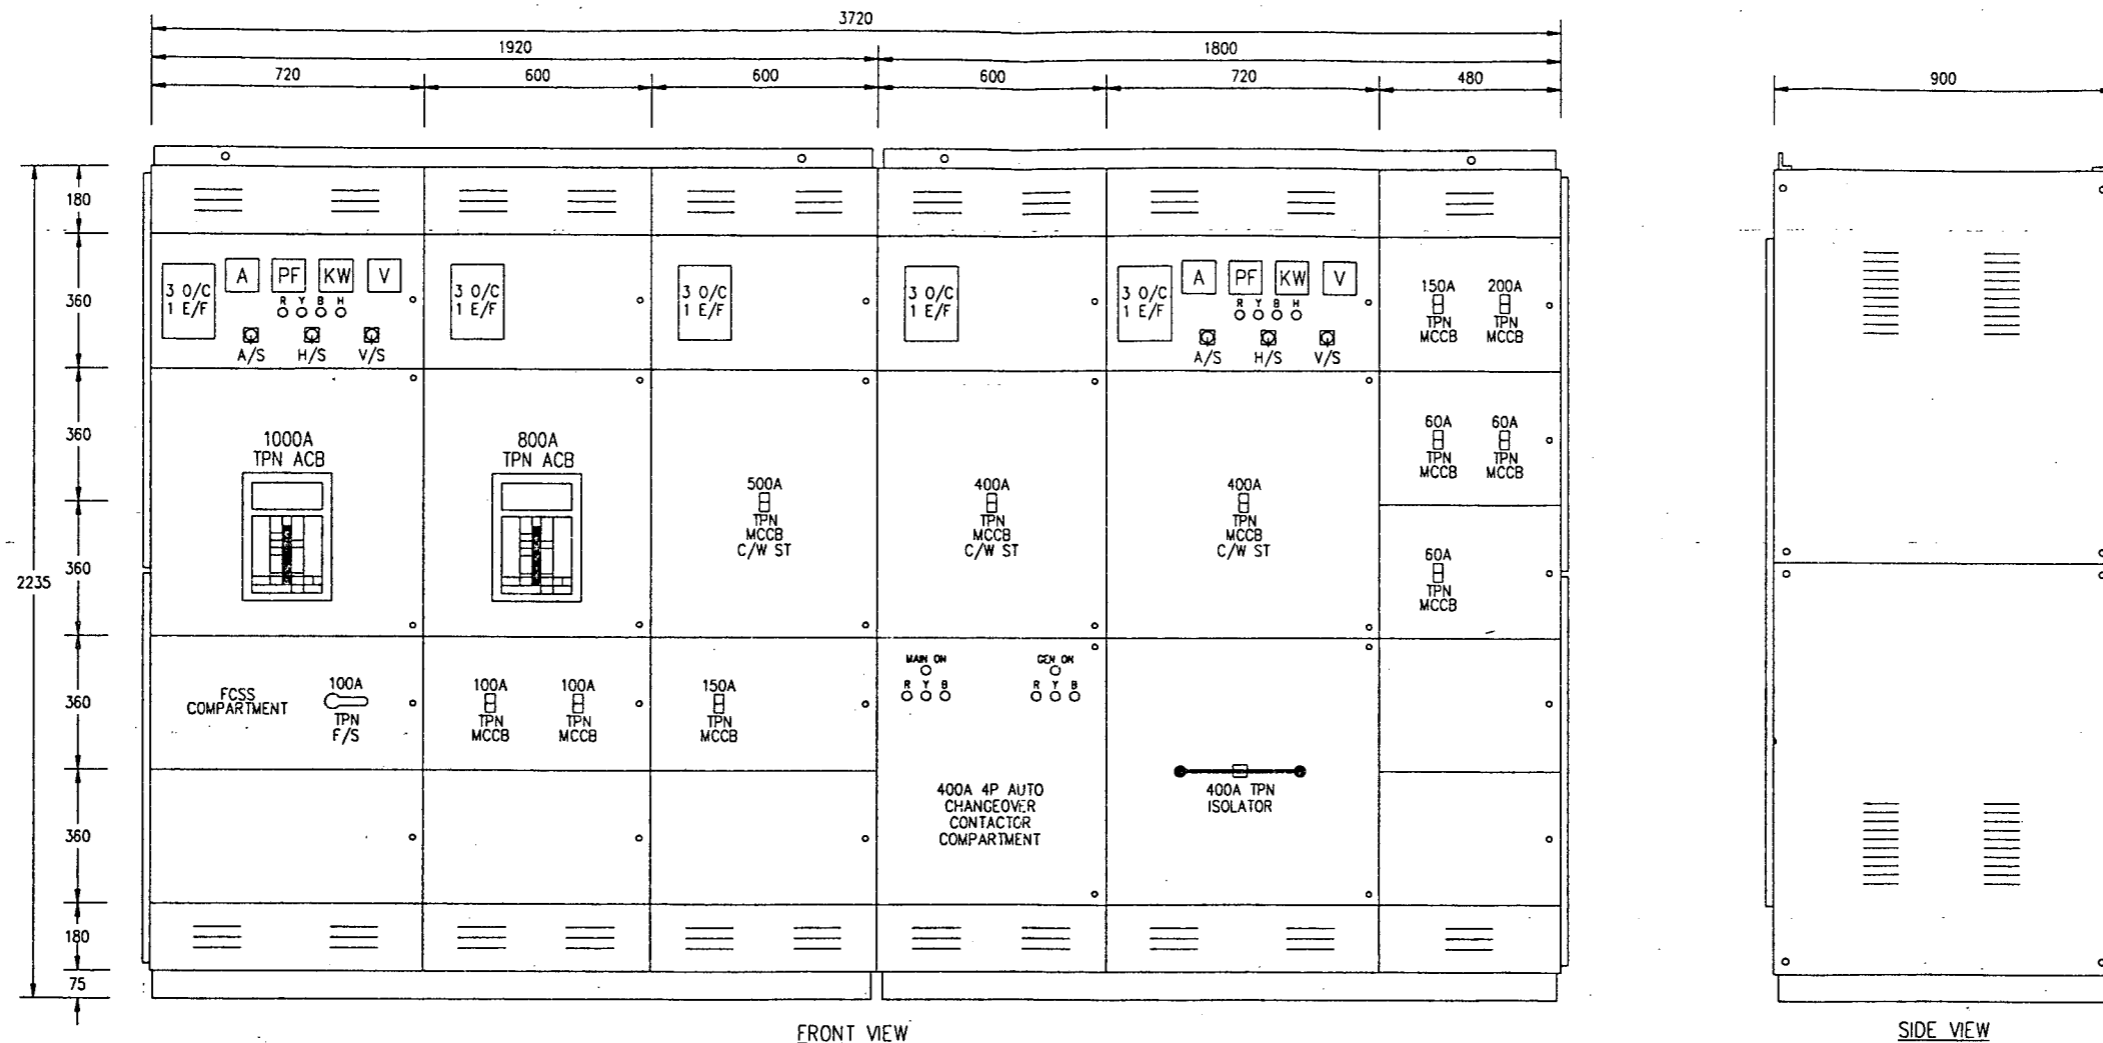 3720
1920
1800
720
600
600
600
720
480
900
2235
180
360
360
360
360
360
180
75
3 O/C
1 E/F
A
PF
KW
V
R Y B H
A/S
H/S
V/S
3 O/C
1 E/F
3 O/C
1 E/F
3 O/C
1 E/F
3 O/C
1 E/F
A
PF
KW
V
R Y B H
A/S
H/S
V/S
150A
TPN
MCCB
200A
TPN
MCCB
1000A
TPN ACB
800A
TPN ACB
500A
TPN
MCCB
C/W ST
400A
TPN
MCCB
C/W ST
400A
TPN
MCCB
C/W ST
60A
TPN
MCCB
60A
TPN
MCCB
60A
TPN
MCCB
FCSS
COMPARTMENT
100A
TPN
F/S
100A
TPN
MCCB
100A
TPN
MCCB
150A
TPN
MCCB
MAIN ON
R Y B
GEN ON
R Y B
400A 4P AUTO
CHANGEOVER
CONTACTOR
COMPARTMENT
400A TPN
ISOLATOR
FRONT VIEW
SIDE VIEW